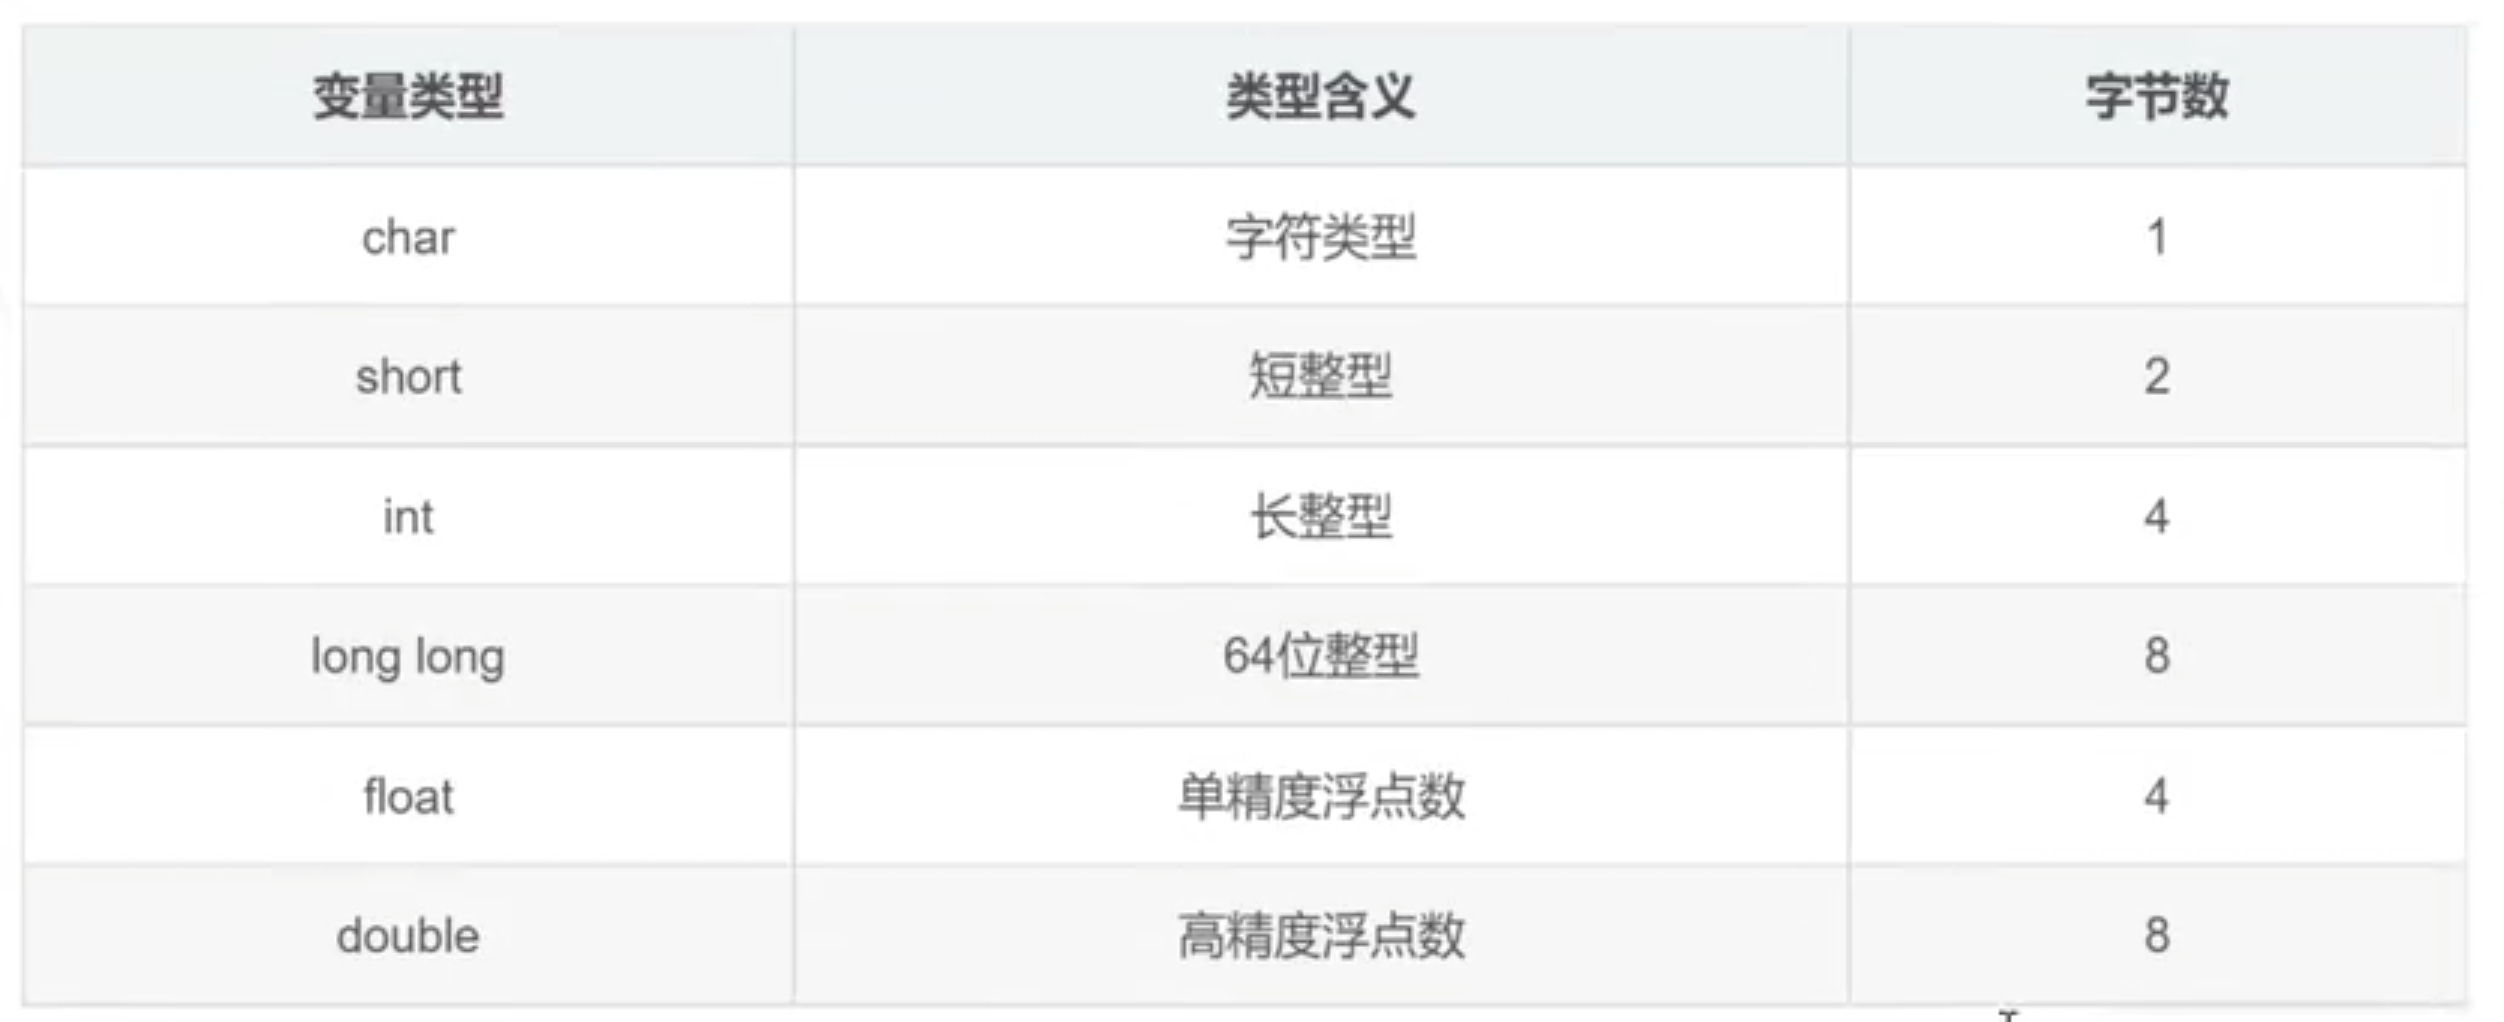 变量类型 类型含义 字节数
char 字符类型 1
short 短整型 2
int 长整型 4
long long 64位整型 8
float 单精度浮点数 4
double 高精度浮点数 8